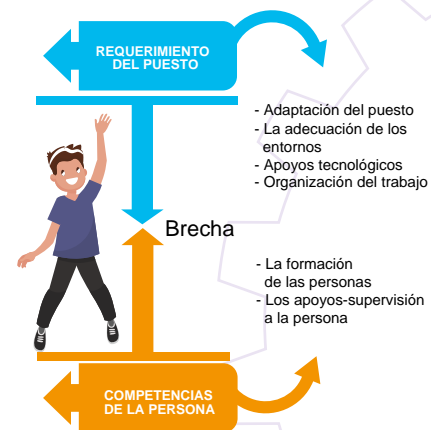 REQUERIMIENTO
DEL PUESTO
- Adaptación del puesto
- La adecuación de los
entornos
- Apoyos tecnológicos
- Organización del trabajo
Brecha
- La formación
de las personas
- Los apoyos-supervisión
a la persona
COMPETENCIAS
DE LA PERSONA